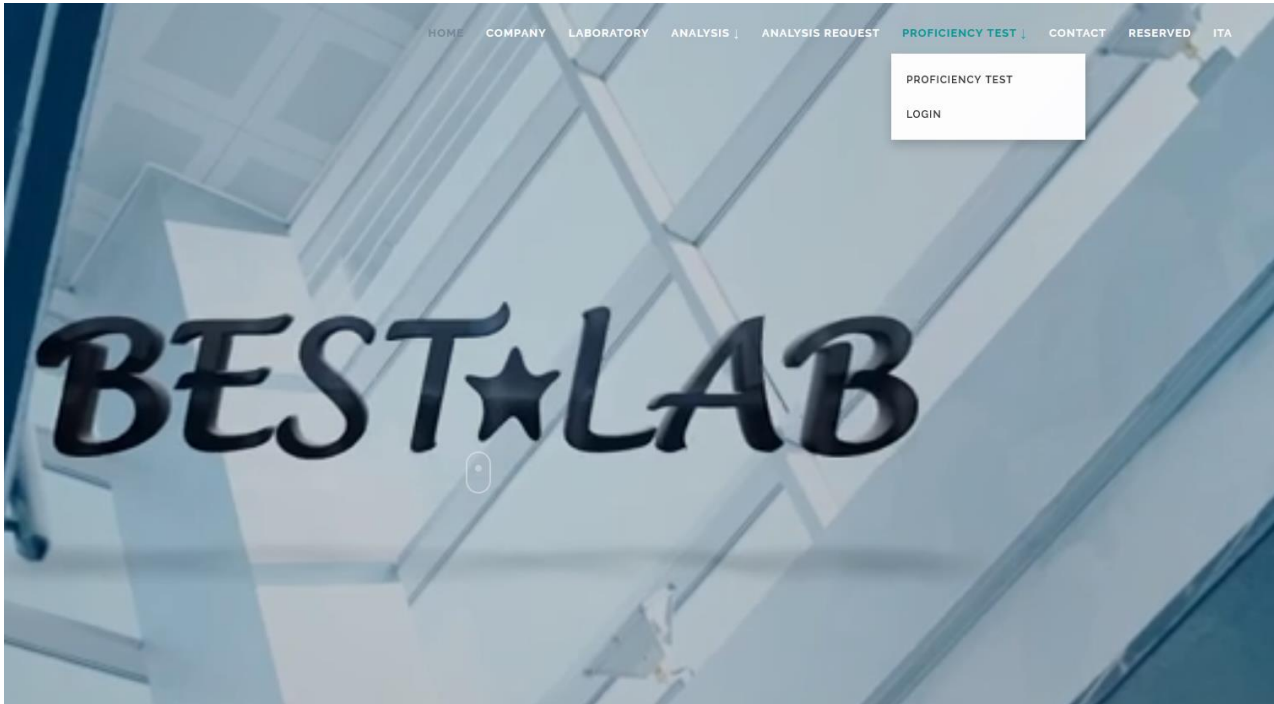 HOME COMPANY LABORATORY ANALYSIS ↓ ANALYSIS REQUEST PROFICIENCY TEST ↓ CONTACT RESERVED ITA
PROFICIENCY TEST
LOGIN
BEST★LAB